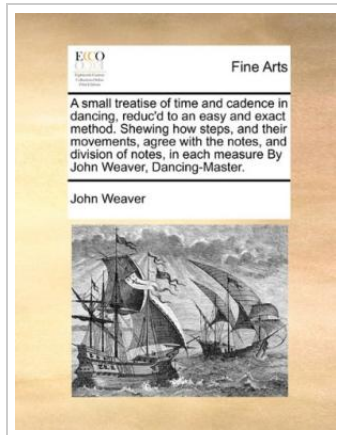 ECCO
Fine Arts
A small treatise of time and cadence in
dancing, reduc'd to an easy and exact
method. Shewing how steps, and their
movements, agree with the notes, and
division of notes, in each measure By
John Weaver, Dancing-Master.
John Weaver